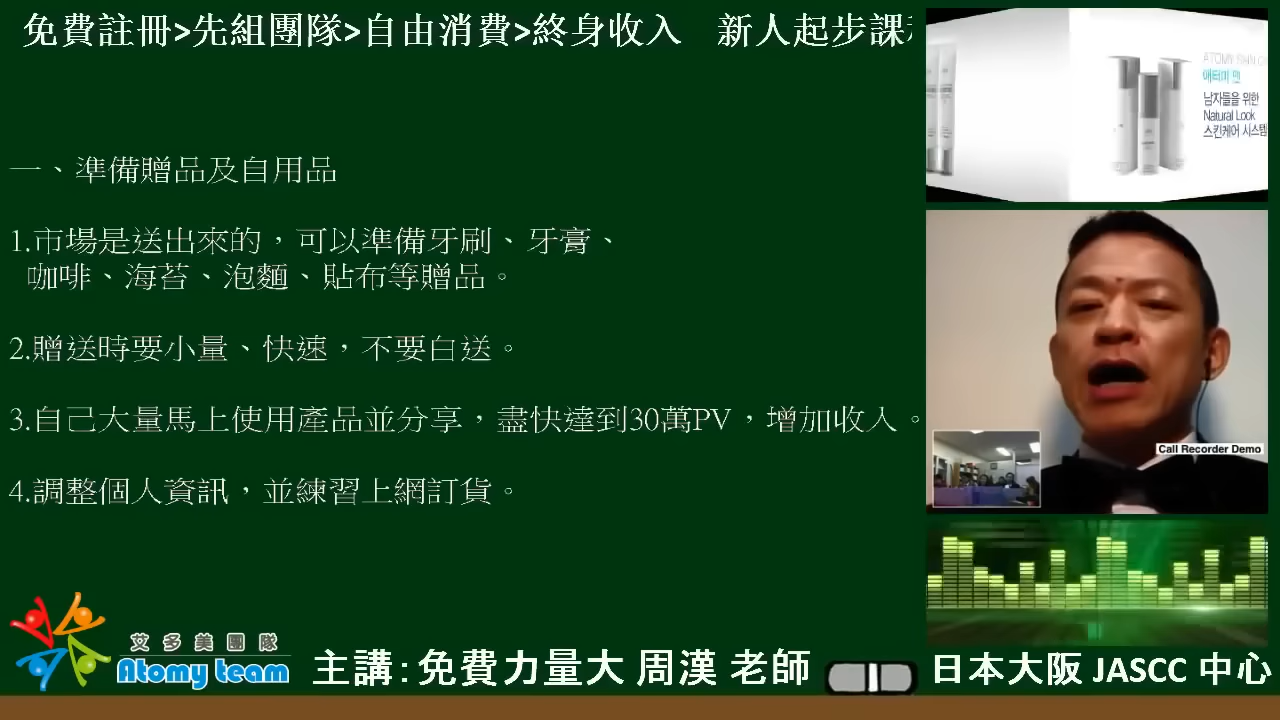 免費註冊>先組團隊>自由消費>終身收入 新人起步課
ATOMY SKIN C
애터미 맨
남자들을 위한
Natural Look
스킨케어 시스템
一、準備贈品及自用品
1.市場是送出來的，可以準備牙刷、牙膏、
咖啡、海苔、泡麵、貼布等贈品。
2.贈送時要小量、快速，不要白送。
3.自己大量馬上使用產品並分享，盡快達到30萬PV，增加收人。
4.調整個人資訊，並練習上網訂貨。
Call Recorder Demo
艾多美團隊
Atomy team
主講:免費力量大 周漢 老師
日本大阪 JASCC 中心